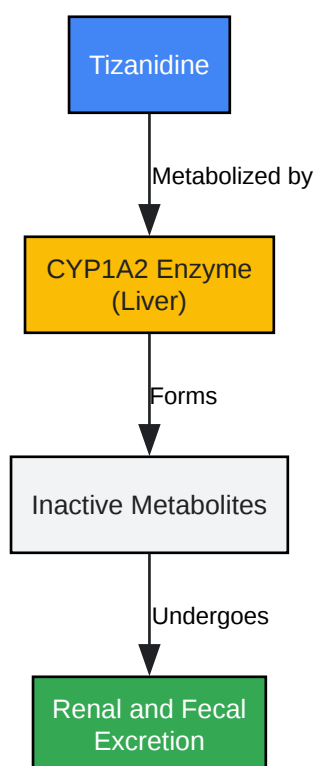 Tizanidine
Metabolized by
CYP1A2 Enzyme
(Liver)
Forms
Inactive Metabolites
Undergoes
Renal and Fecal
Excretion